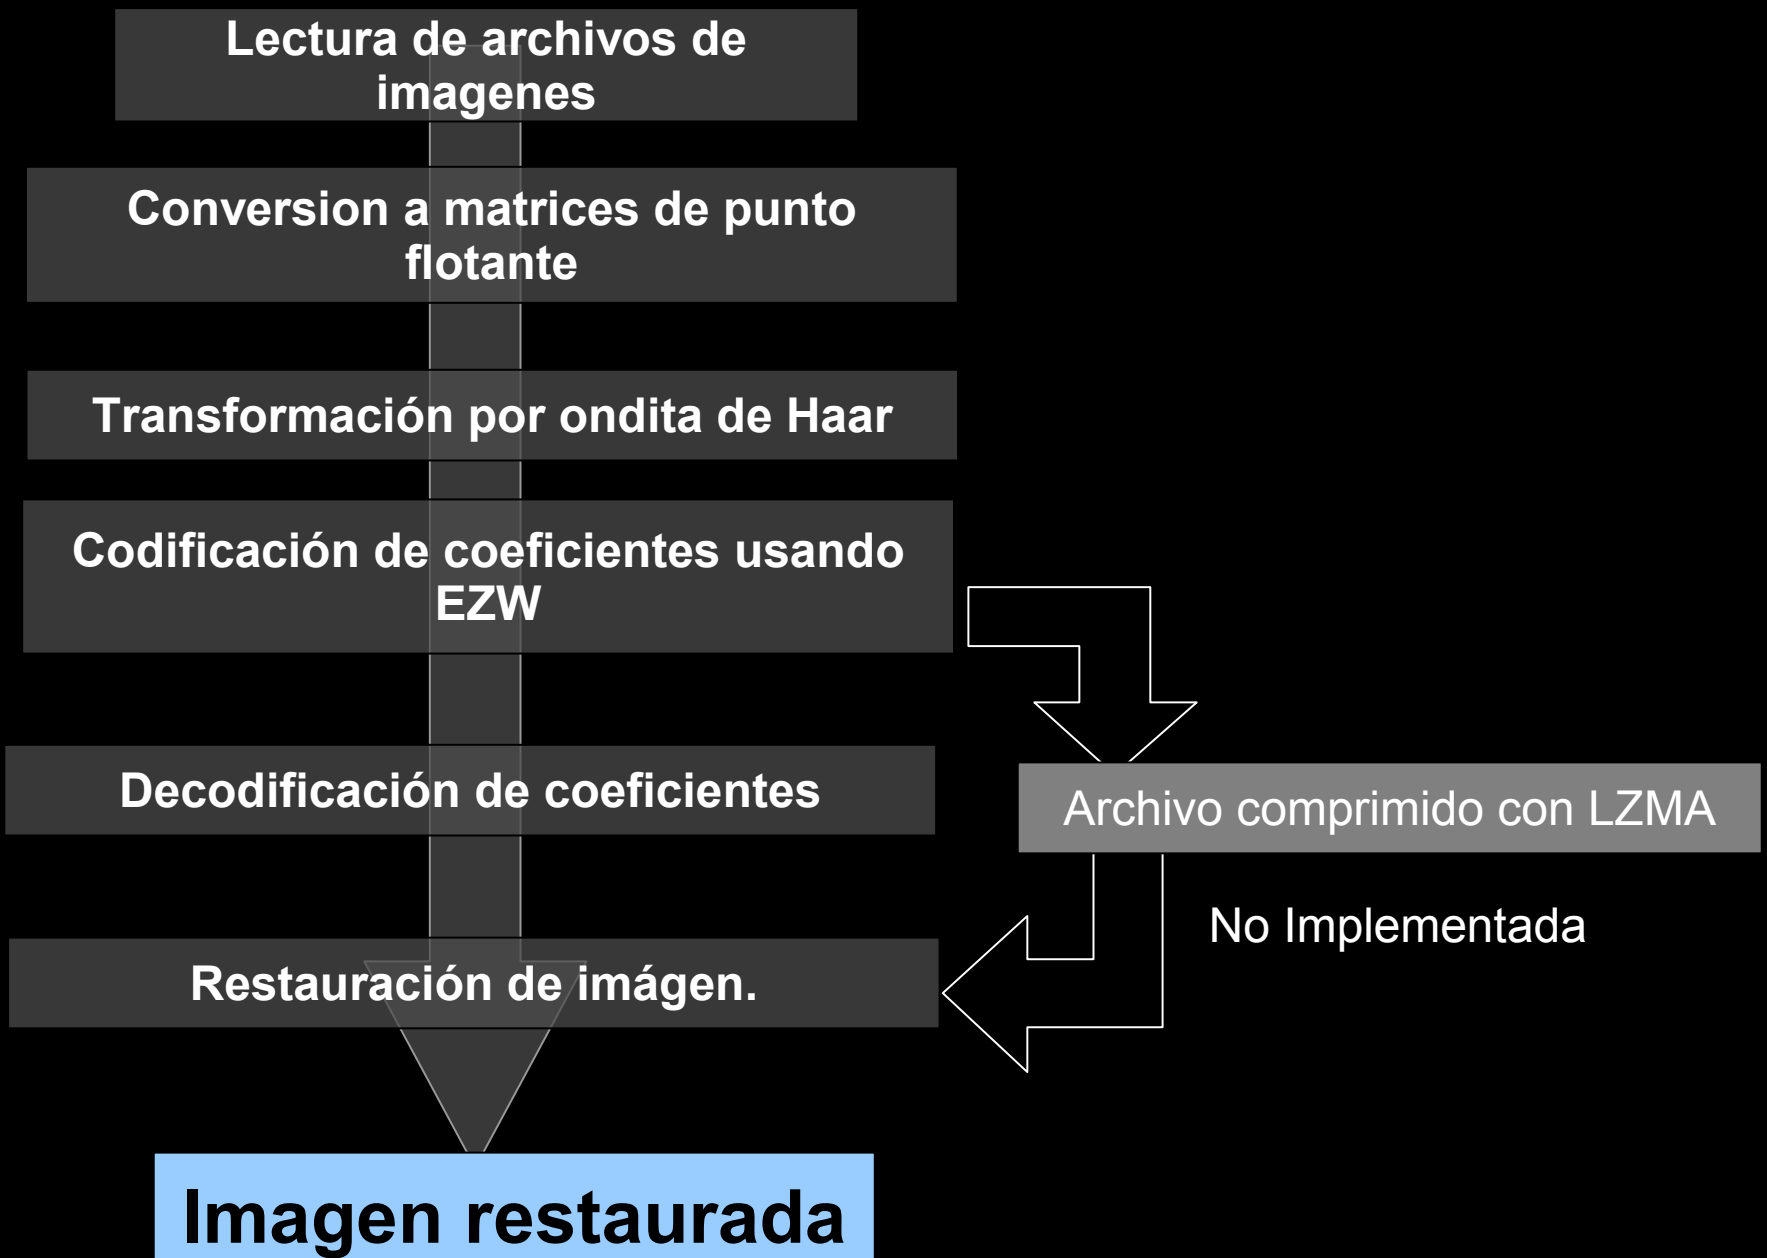 Lectura de archivos de
imagenes
Conversion a matrices de punto
flotante
Transformación por ondita de Haar
Codificación de coeficientes usando
EZW
Decodificación de coeficientes
Archivo comprimido con LZMA
No Implementada
Restauración de imágen.
Imagen restaurada